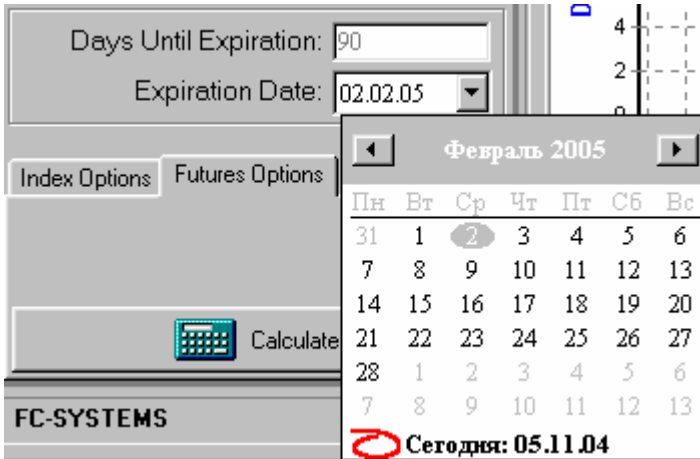 Days Until Expiration: 90
4
2
Expiration Date: 02.02.05
0
Февраль 2005
Index Options Futures Options
Пн Вт Ср Чт Пт Сб Вс
31 1 2 3 4 5 6
7 8 9 10 11 12 13
14 15 16 17 18 19 20
21 22 23 24 25 26 27
28 1 2 3 4 5 6
7 8 9 10 11 12 13
Calculate
FC-SYSTEMS
Сегодня: 05.11.04